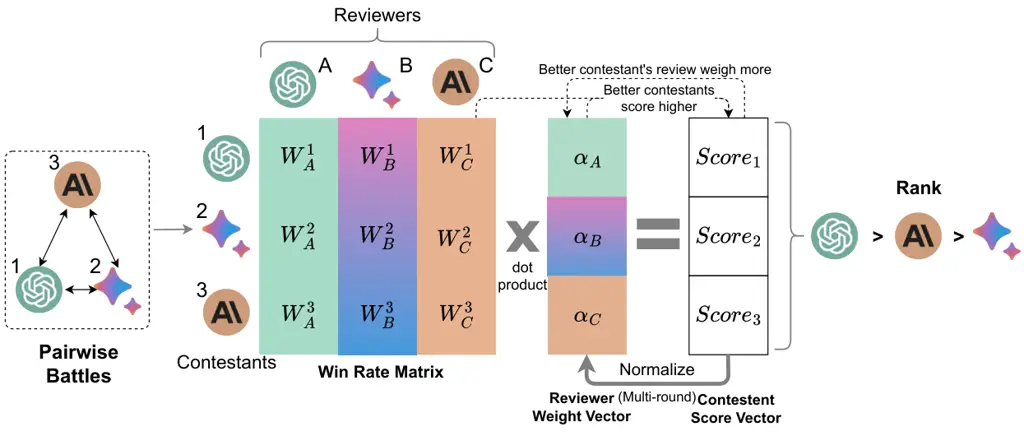 Reviewers
A
B
C
Better contestant's review weigh more
Better contestants
score higher
1
2
3
W_A^1 W_B^1 W_C^1
W_A^2 W_B^2 W_C^2
W_A^3 W_B^3 W_C^3
α_A
α_B
α_C
x
dot
product
=
Score_1
Score_2
Score_3
Rank
> >
3
1
2
Pairwise
Battles
Contestants
Win Rate Matrix
Normalize
(Multi-round)
Reviewer
Weight Vector
Contestent
Score Vector